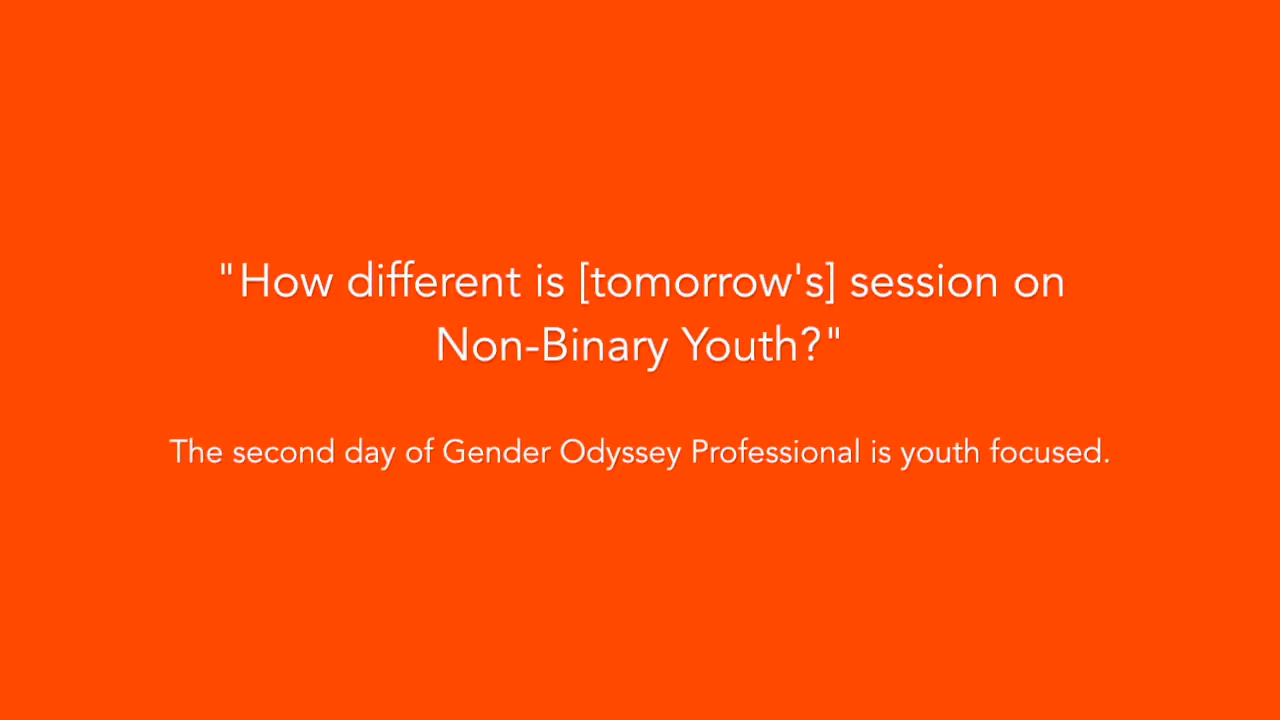 "How different is [tomorrow's] session on
Non-Binary Youth?"
The second day of Gender Odyssey Professional is youth focused.